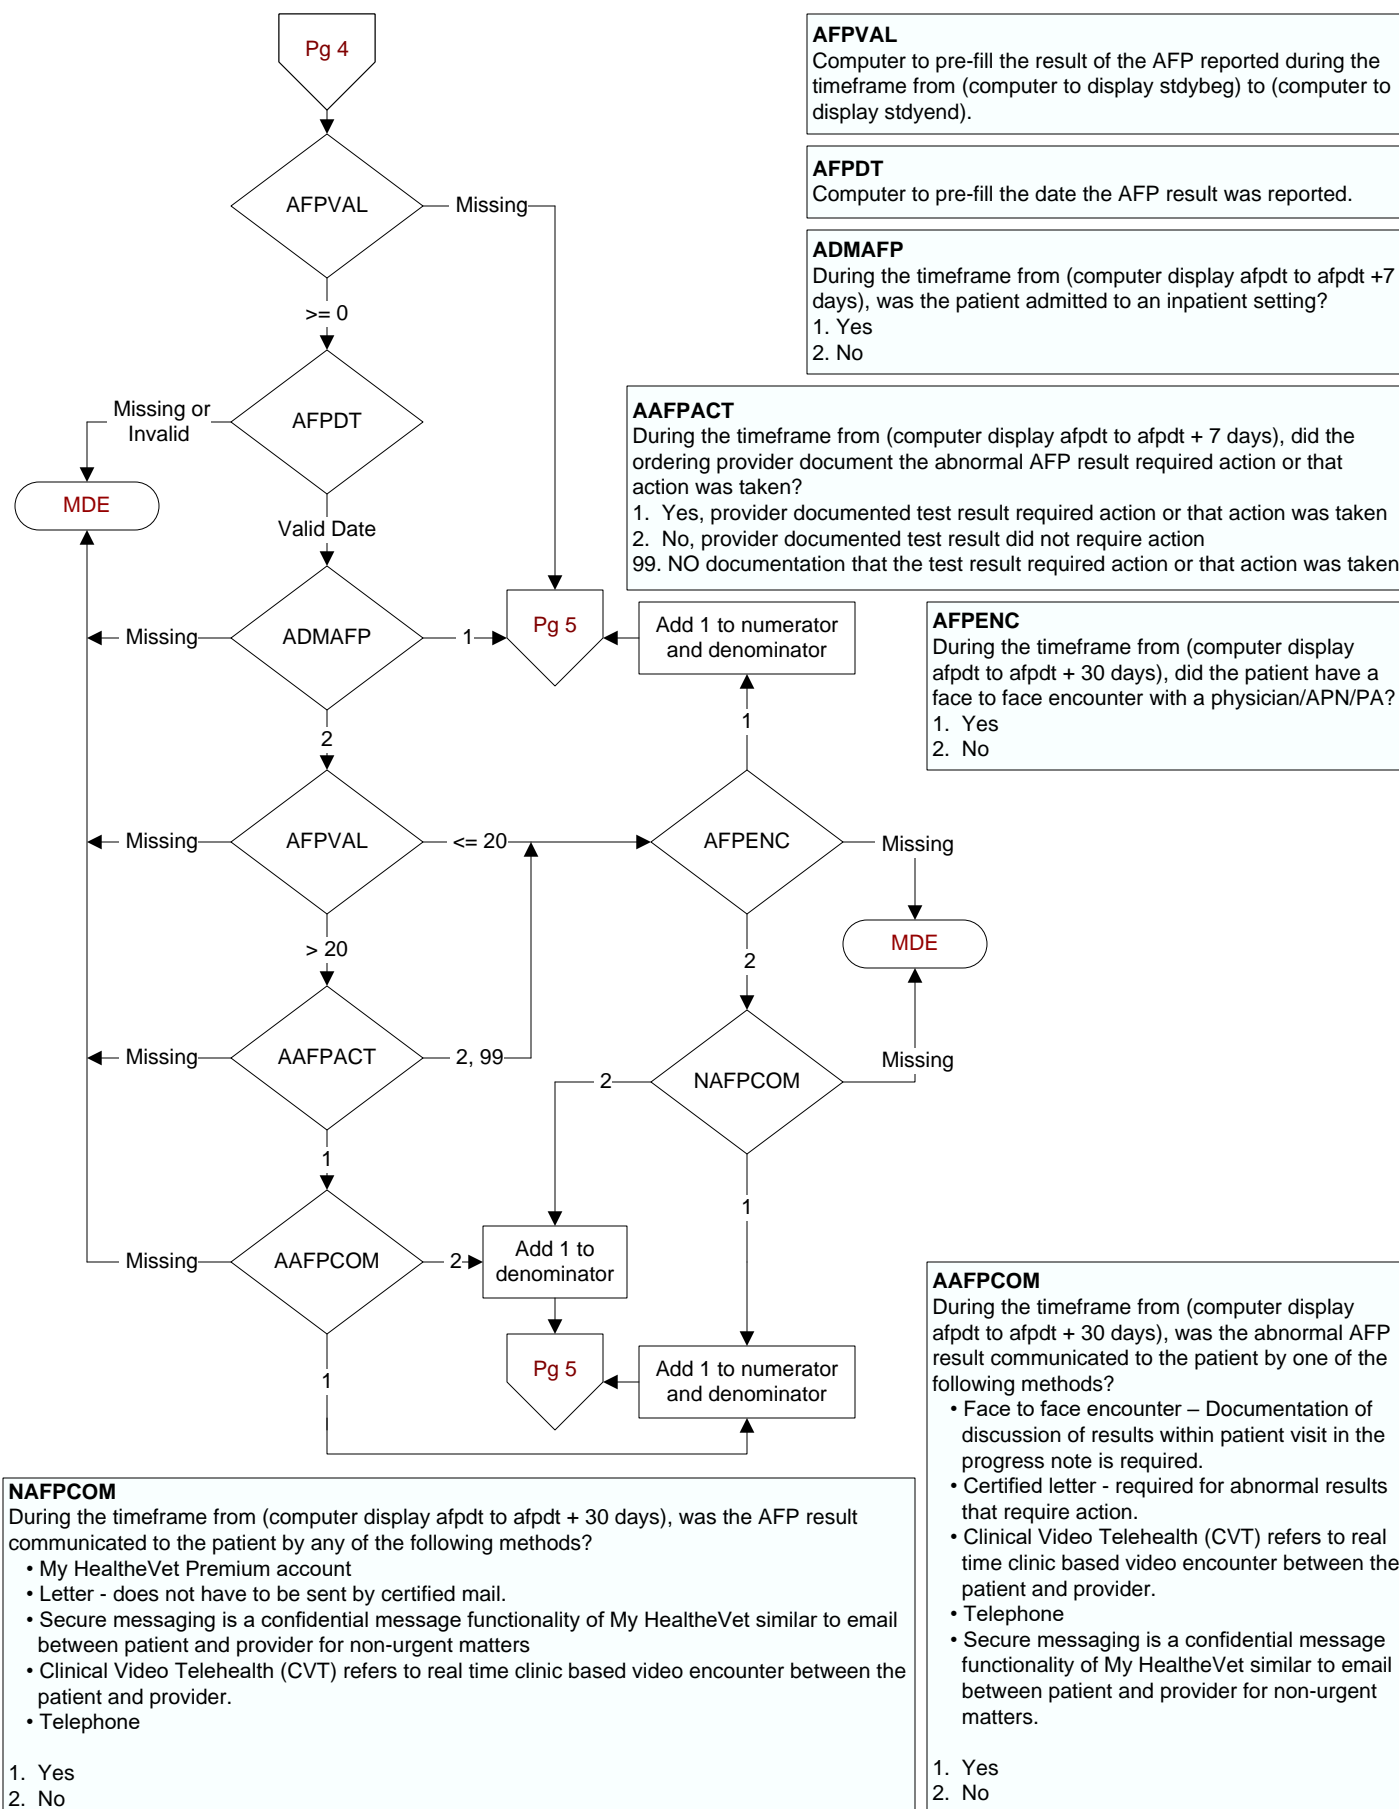 Pg 4
AFPVAL
Missing
>= 0
AFPDT
Missing or
Invalid
MDE
Valid Date
ADMAFP
Missing
1
Pg 5
Add 1 to numerator
and denominator
2
1
AFPVAL
Missing
<= 20
AFPENC
Missing
MDE
> 20
2
AAFPACT
Missing
2, 99
NAFPCOM
2
Missing
1
1
AAFPCOM
Missing
2
Add 1 to
denominator
1
Pg 5
Add 1 to numerator
and denominator
AFPVAL
Computer to pre-fill the result of the AFP reported during the
timeframe from (computer to display stdybeg) to (computer to
display stdyend).
AFPDT
Computer to pre-fill the date the AFP result was reported.
ADMAFP
During the timeframe from (computer display afpdt to afpdt +7
days), was the patient admitted to an inpatient setting?
1. Yes
2. No
AAFPACT
During the timeframe from (computer display afpdt to afpdt + 7 days), did the
ordering provider document the abnormal AFP result required action or that
action was taken?
1. Yes, provider documented test result required action or that action was taken
2. No, provider documented test result did not require action
99. NO documentation that the test result required action or that action was taken
AFPENC
During the timeframe from (computer display
afpdt to afpdt + 30 days), did the patient have a
face to face encounter with a physician/APN/PA?
1. Yes
2. No
AAFPCOM
During the timeframe from (computer display
afpdt to afpdt + 30 days), was the abnormal AFP
result communicated to the patient by one of the
following methods?
• Face to face encounter – Documentation of
discussion of results within patient visit in the
progress note is required.
• Certified letter - required for abnormal results
that require action.
• Clinical Video Telehealth (CVT) refers to real
time clinic based video encounter between the
patient and provider.
• Telephone
• Secure messaging is a confidential message
functionality of My HealtheVet similar to email
between patient and provider for non-urgent
matters.
1. Yes
2. No
NAFPCOM
During the timeframe from (computer display afpdt to afpdt + 30 days), was the AFP result
communicated to the patient by any of the following methods?
• My HealtheVet Premium account
• Letter - does not have to be sent by certified mail.
• Secure messaging is a confidential message functionality of My HealtheVet similar to email
between patient and provider for non-urgent matters
• Clinical Video Telehealth (CVT) refers to real time clinic based video encounter between the
patient and provider.
• Telephone
1. Yes
2. No